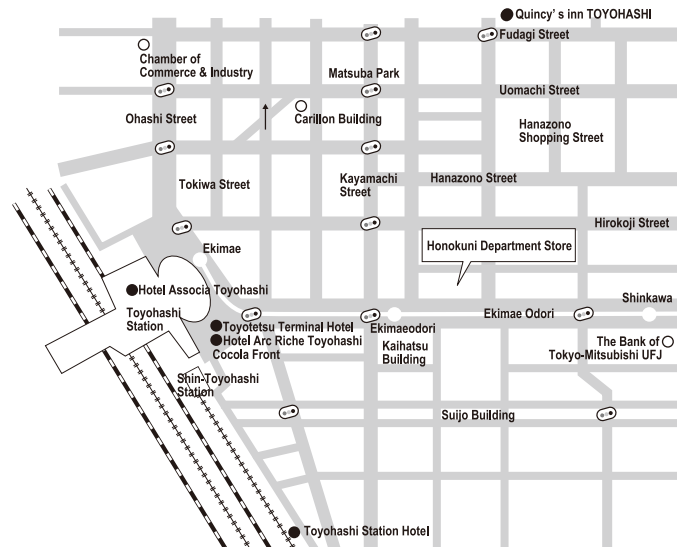 Quincy's inn TOYOHASHI
Fudagi Street
Chamber of
Commerce & Industry
Matsuba Park
Uomachi Street
Ohashi Street
Carillon Building
Hanazono
Shopping Street
Tokiwa Street
Kayamachi
Street
Hanazono Street
Hirokoji Street
Ekimae
Honokuni Department Store
Hotel Associa Toyohashi
Toyohashi
Station
Shinkawa
Ekimae Odori
Toyotetsu Terminal Hotel
Ekimaeodori
Hotel Arc Riche Toyohashi
Cocola Front
Kaihatsu
Building
The Bank of
Tokyo-Mitsubishi UFJ
Shin-Toyohashi
Station
Suijo Building
Toyohashi Station Hotel